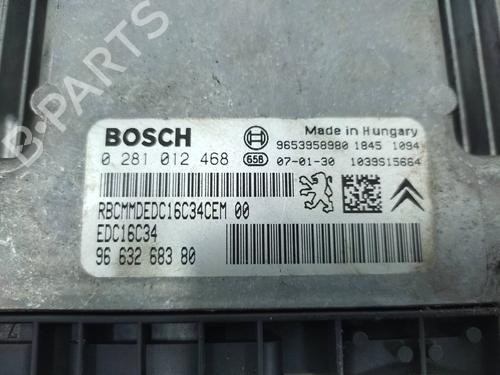 B-PARTS
BOSCH
Made in Hungary
9653958980 1845 1094
0 281 012 468
658
07-01-30
1039S15664
RBCMMDEDC16C34CEM 00
EDC16C34
96 632 683 80